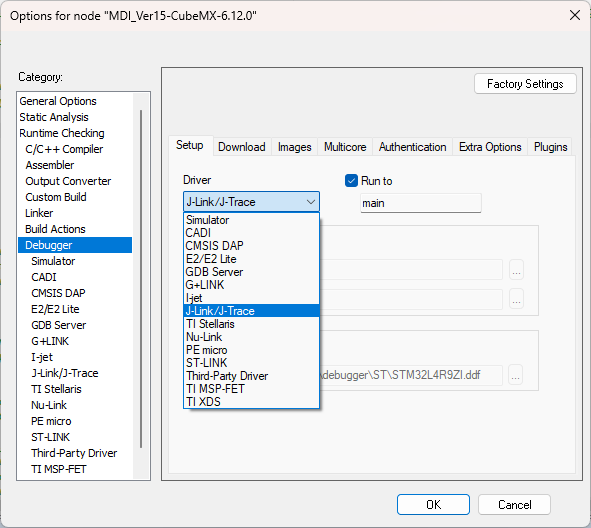 Options for node "MDI_Ver15-CubeMX-6.12.0"
Category:
General Options
Static Analysis
Runtime Checking
C/C++ Compiler
Assembler
Output Converter
Custom Build
Linker
Build Actions
Debugger
Simulator
CADI
CMSIS DAP
E2/E2 Lite
GDB Server
G+LINK
I-jet
J-Link/J-Trace
TI Stellaris
Nu-Link
PE micro
ST-LINK
Third-Party Driver
TI MSP-FET
Factory Settings
Setup Download Images Multicore Authentication Extra Options Plugins
Driver
Run to
J-Link/J-Trace
main
Simulator
CADI
CMSIS DAP
E2/E2 Lite
GDB Server
G+LINK
I-jet
J-Link/J-Trace
TI Stellaris
Nu-Link
PE micro
ST-LINK
Third-Party Driver
TI MSP-FET
TI XDS
...
...
\debugger\ST\STM32L4R9ZI.ddf ...
OK Cancel